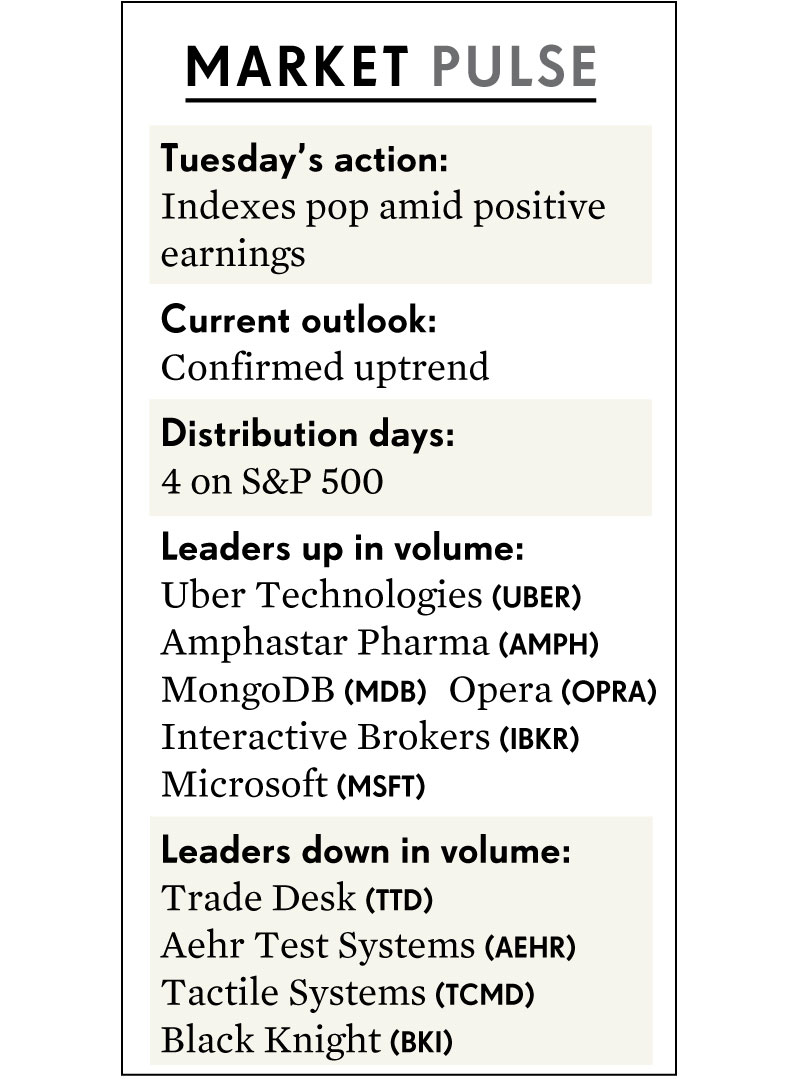 MARKET PULSE
Tuesday's action:
Indexes pop amid positive
earnings
Current outlook:
Confirmed uptrend
Distribution days:
4 on S&P 500
Leaders up in volume:
Uber Technologies (UBER)
Amphastar Pharma (AMPH)
MongoDB (MDB) Opera (OPRA)
Interactive Brokers (IBKR)
Microsoft (MSFT)
Leaders down in volume:
Trade Desk (TTD)
Aehr Test Systems (AEHR)
Tactile Systems (TCMD)
Black Knight (BKI)